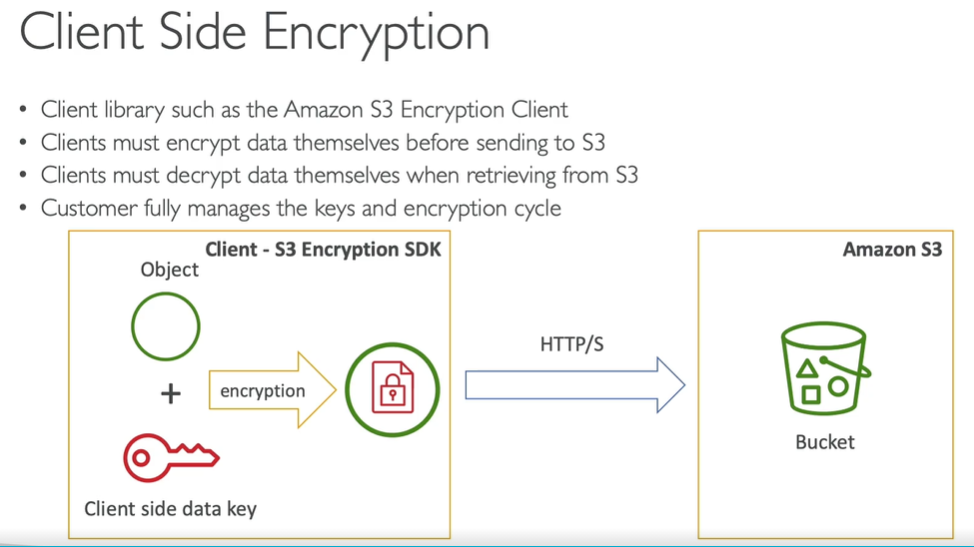 Client Side Encryption
• Client library such as the Amazon S3 Encryption Client
• Clients must encrypt data themselves before sending to S3
• Clients must decrypt data themselves when retrieving from S3
• Customer fully manages the keys and encryption cycle
Client - S3 Encryption SDK
Object
+
encryption
Client side data key
HTTP/S
Amazon S3
Bucket